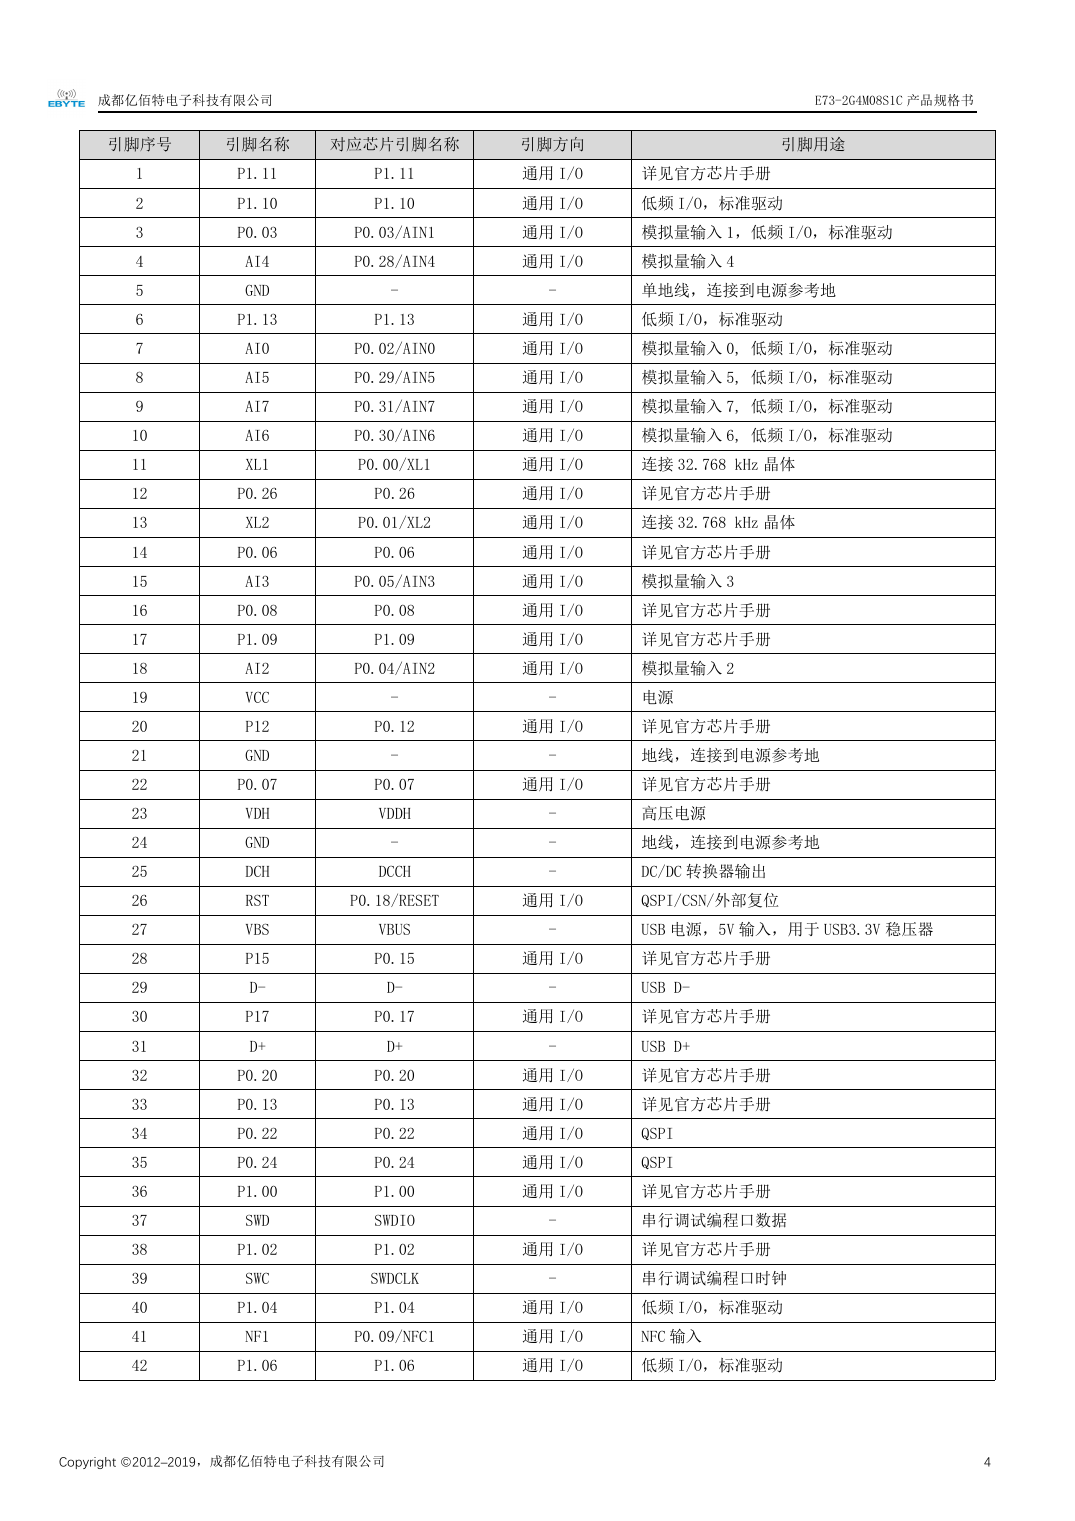 EBYTE 成都亿佰特电子科技有限公司 E73-2G4M08S1C 产品规格书
引脚序号 引脚名称 对应芯片引脚名称 引脚方向 引脚用途
1 P1.11 P1.11 通用 I/O 详见官方芯片手册
2 P1.10 P1.10 通用 I/O 低频 I/O，标准驱动
3 P0.03 P0.03/AIN1 通用 I/O 模拟量输入 1，低频 I/O，标准驱动
4 AI4 P0.28/AIN4 通用 I/O 模拟量输入 4
5 GND - - 单地线，连接到电源参考地
6 P1.13 P1.13 通用 I/O 低频 I/O，标准驱动
7 AI0 P0.02/AIN0 通用 I/O 模拟量输入 0, 低频 I/O，标准驱动
8 AI5 P0.29/AIN5 通用 I/O 模拟量输入 5, 低频 I/O，标准驱动
9 AI7 P0.31/AIN7 通用 I/O 模拟量输入 7, 低频 I/O，标准驱动
10 AI6 P0.30/AIN6 通用 I/O 模拟量输入 6, 低频 I/O，标准驱动
11 XL1 P0.00/XL1 通用 I/O 连接 32.768 kHz 晶体
12 P0.26 P0.26 通用 I/O 详见官方芯片手册
13 XL2 P0.01/XL2 通用 I/O 连接 32.768 kHz 晶体
14 P0.06 P0.06 通用 I/O 详见官方芯片手册
15 AI3 P0.05/AIN3 通用 I/O 模拟量输入 3
16 P0.08 P0.08 通用 I/O 详见官方芯片手册
17 P1.09 P1.09 通用 I/O 详见官方芯片手册
18 AI2 P0.04/AIN2 通用 I/O 模拟量输入 2
19 VCC - - 电源
20 P12 P0.12 通用 I/O 详见官方芯片手册
21 GND - - 地线，连接到电源参考地
22 P0.07 P0.07 通用 I/O 详见官方芯片手册
23 VDH VDDH - 高压电源
24 GND - - 地线，连接到电源参考地
25 DCH DCCH - DC/DC 转换器输出
26 RST P0.18/RESET 通用 I/O QSPI/CSN/外部复位
27 VBS VBUS - USB 电源，5V 输入，用于 USB3.3V 稳压器
28 P15 P0.15 通用 I/O 详见官方芯片手册
29 D- D- - USB D-
30 P17 P0.17 通用 I/O 详见官方芯片手册
31 D+ D+ - USB D+
32 P0.20 P0.20 通用 I/O 详见官方芯片手册
33 P0.13 P0.13 通用 I/O 详见官方芯片手册
34 P0.22 P0.22 通用 I/O QSPI
35 P0.24 P0.24 通用 I/O QSPI
36 P1.00 P1.00 通用 I/O 详见官方芯片手册
37 SWD SWDIO - 串行调试编程口数据
38 P1.02 P1.02 通用 I/O 详见官方芯片手册
39 SWC SWDCLK - 串行调试编程口时钟
40 P1.04 P1.04 通用 I/O 低频 I/O，标准驱动
41 NF1 P0.09/NFC1 通用 I/O NFC 输入
42 P1.06 P1.06 通用 I/O 低频 I/O，标准驱动
Copyright ©2012–2019，成都亿佰特电子科技有限公司 4